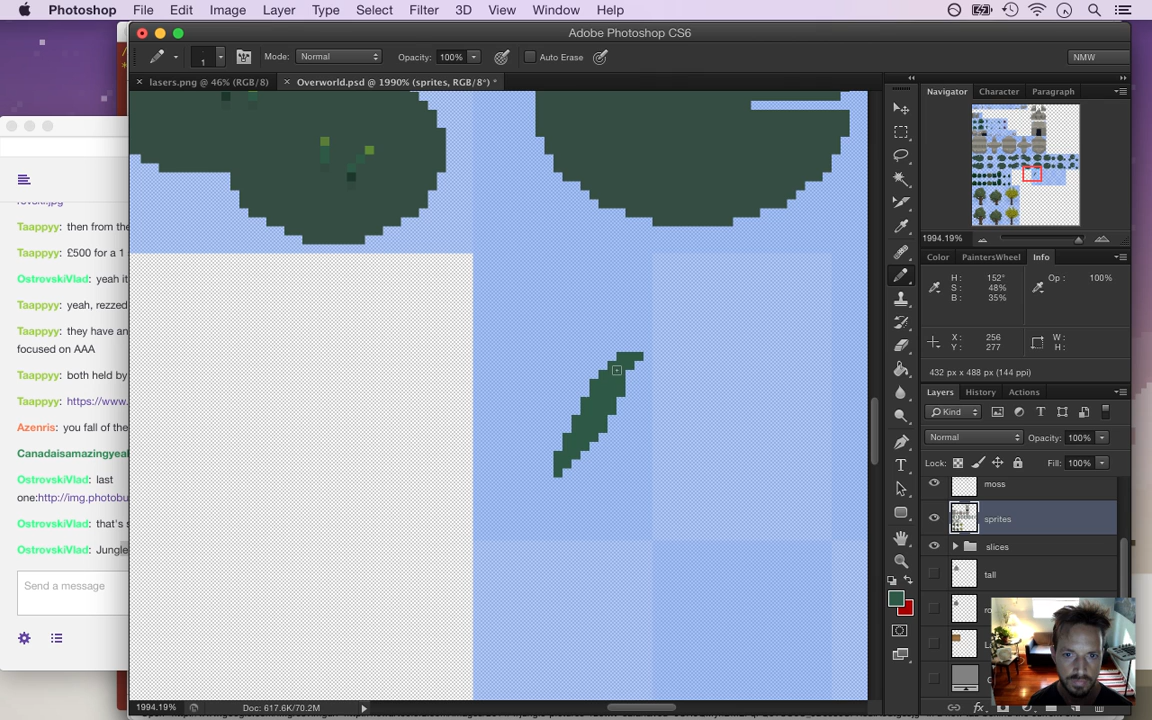 Photoshop File Edit Image Layer Type Select Filter 3D View Window Help
Adobe Photoshop CS6
1 Mode: Normal Opacity: 100% Auto Erase NMW
× lasers.png @ 46% (RGB/8) × Overworld.psd @ 1990% (sprites, RGB/8*) *
Taappyy: then from the
Taappyy: £500 for a 1
OstrovskiVlad: yeah it
Taappyy: yeah, rezzed
Taappyy: they have an
focused on AAA
Taappyy: both held by
Taappyy: https://www.
Azenris: you fall of the
Canadaisamazingyeah
OstrovskiVlad: last
one:http://img.photobu
OstrovskiVlad: that's s
OstrovskiVlad: Jungle
Send a message
Navigator Character Paragraph
1994.19%
Color PaintersWheel Info
H: 152°
S: 48%
B: 35%
Op: 100%
X: 256
Y: 277
W:
H:
432 px x 488 px (144 ppi)
Layers History Actions
Kind
Normal Opacity: 100%
Lock: Fill: 100%
moss
sprites
slices
tall
1994.19% Doc: 617.6K/70.2M